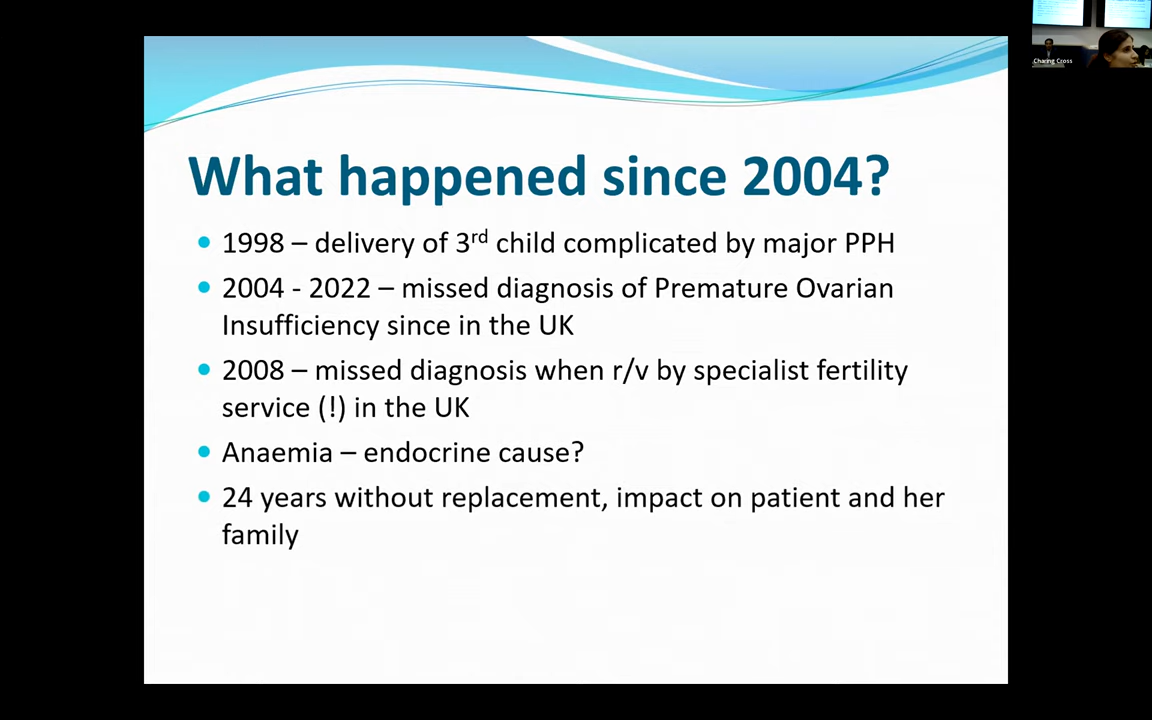 Charing Cross
What happened since 2004?
• 1998 – delivery of 3rd child complicated by major PPH
• 2004 - 2022 – missed diagnosis of Premature Ovarian
Insufficiency since in the UK
• 2008 – missed diagnosis when r/v by specialist fertility
service (!) in the UK
• Anaemia – endocrine cause?
• 24 years without replacement, impact on patient and her
family